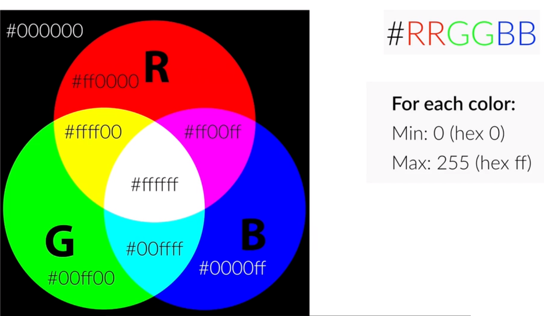 #000000
#RRGGBB
R
#ff0000
For each color:
Min: 0 (hex 0)
Max: 255 (hex ff)
#ffff00
#ff00ff
#ffffff
G
B
#00ffff
#0000ff
#00ff00